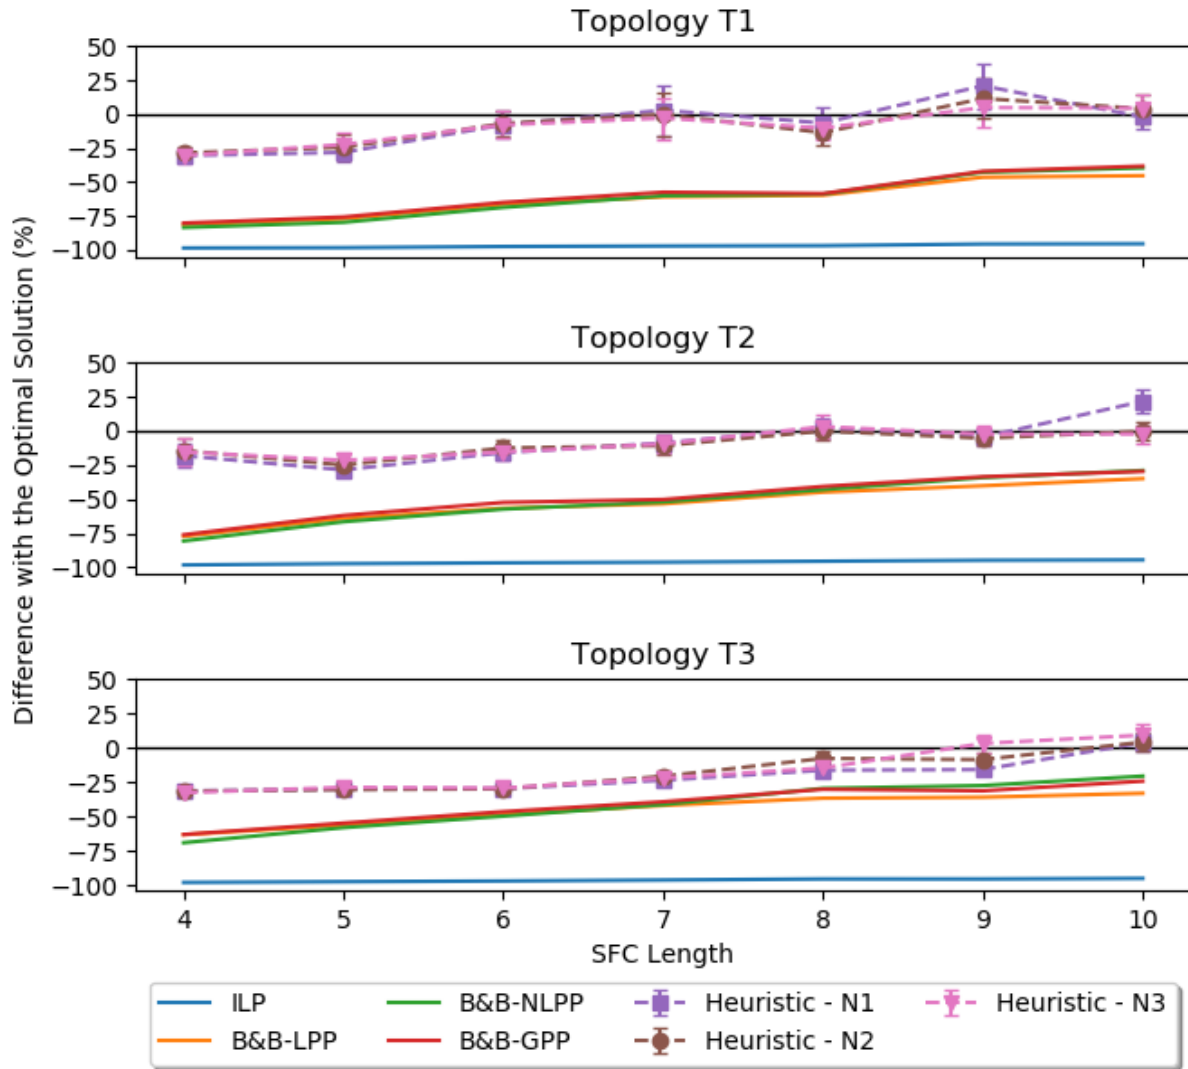 Topology T1
50
25
0
−25
−50
−75
−100
Topology T2
50
25
0
−25
−50
−75
−100
Difference with the Optimal Solution (%)
Topology T3
50
25
0
−25
−50
−75
−100
4 5 6 7 8 9 10
SFC Length
ILP B&B-NLPP Heuristic - N1 Heuristic - N3
B&B-LPP B&B-GPP Heuristic - N2